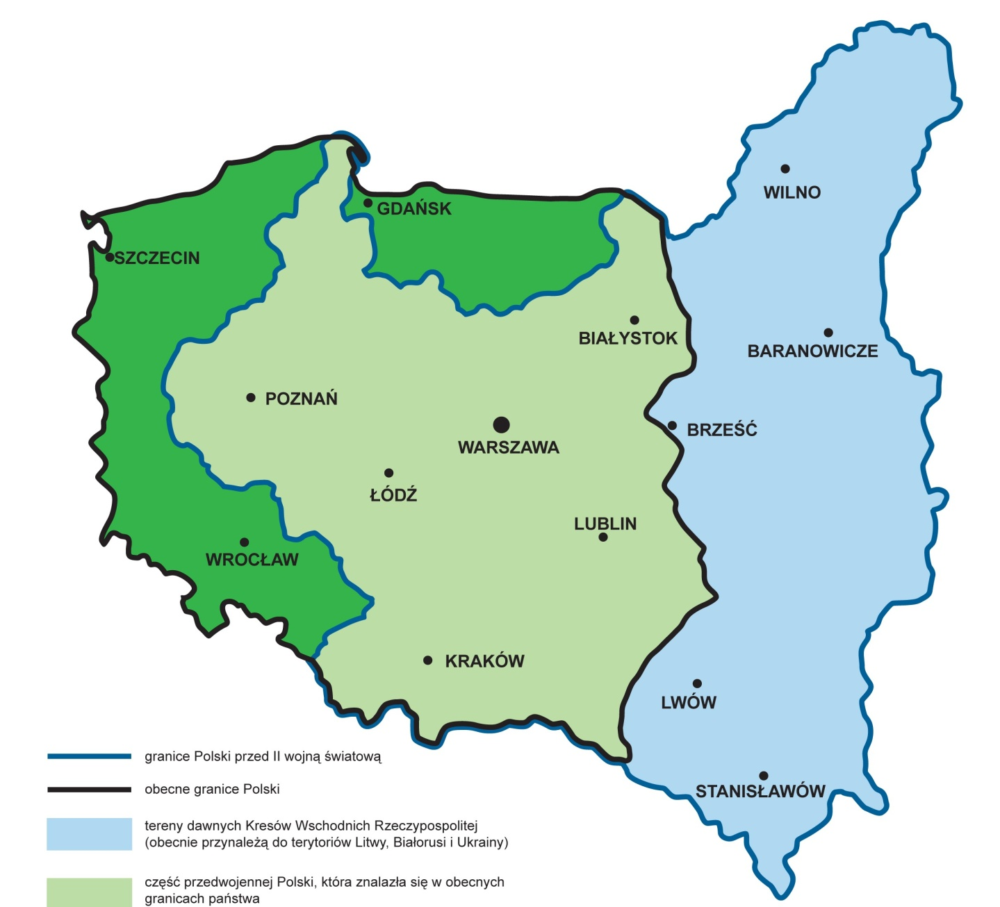 WILNO
GDAŃSK
SZCZECIN
BIAŁYSTOK
BARANOWICZE
POZNAŃ
BRZEŚĆ
WARSZAWA
ŁÓDŹ
LUBLIN
WROCŁAW
KRAKÓW
LWÓW
STANISŁAWÓW
granice Polski przed II wojną światową
obecne granice Polski
tereny dawnych Kresów Wschodnich Rzeczypospolitej
(obecnie przynależą do terytoriów Litwy, Białorusi i Ukrainy)
część przedwojennej Polski, która znalazła się w obecnych
granicach państwa